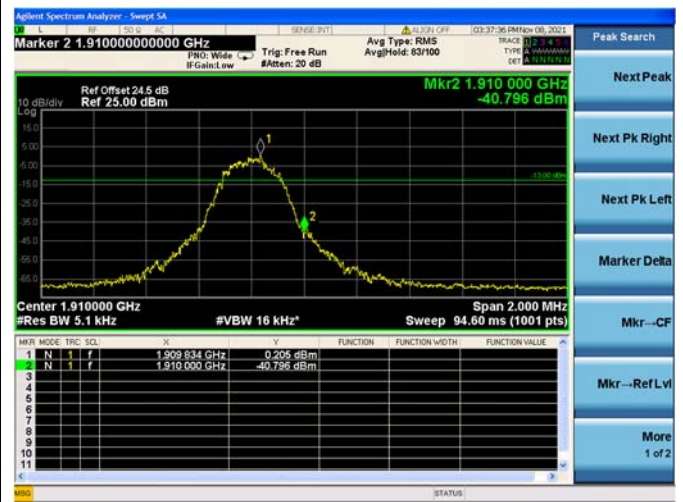 Agilent Spectrum Analyzer - Swept SA
L RF 50 Ω AC SENSE:INT ALIGN OFF 03:37:36 PM Nov 08, 2021
Marker 2 1.910000000000 GHz
PNO: Wide
IFGain:Low
Trig: Free Run
#Atten: 20 dB
Avg Type: RMS
Avg|Hold: 83/100
TRACE 1 2 3 4 5 6
TYPE
DET A N N N N N
Peak Search
Mkr2 1.910 000 GHz
-40.796 dBm
Ref Offset 24.5 dB
10 dB/div Ref 25.00 dBm
Log
15.0
5.00
-5.00
-15.0
-25.0
-35.0
-45.0
-55.0
-65.0
1
-13.00 dBm
2
Center 1.910000 GHz Span 2.000 MHz
#Res BW 5.1 kHz #VBW 16 kHz* Sweep 94.60 ms (1001 pts)
MKR MODE TRC SCL X Y FUNCTION FUNCTION WIDTH FUNCTION VALUE
1 N 1 f 1.909 834 GHz 0.205 dBm
2 N 1 f 1.910 000 GHz -40.796 dBm
3
4
5
6
7
8
9
10
11
MSG STATUS
Next Peak
Next Pk Right
Next Pk Left
Marker Delta
Mkr→CF
Mkr→Ref Lvl
More
1 of 2